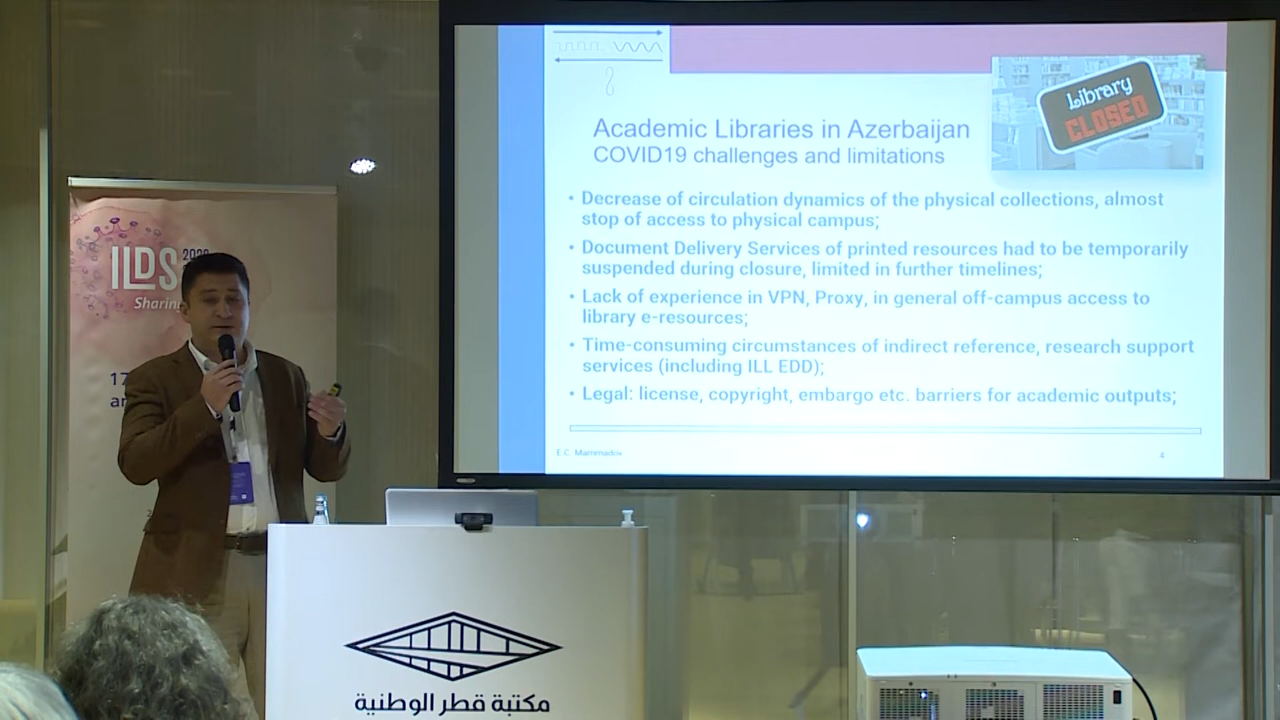 ILDS
Sharing
17
Library
CLOSED
Academic Libraries in Azerbaijan
COVID19 challenges and limitations
• Decrease of circulation dynamics of the physical collections, almost
stop of access to physical campus;
• Document Delivery Services of printed resources had to be temporarily
suspended during closure, limited in further timelines;
• Lack of experience in VPN, Proxy, in general off-campus access to
library e-resources;
• Time-consuming circumstances of indirect reference, research support
services (including ILL EDD);
• Legal: license, copyright, embargo etc. barriers for academic outputs;
E.C. Mammadov
4
مكتبة قطر الوطنية